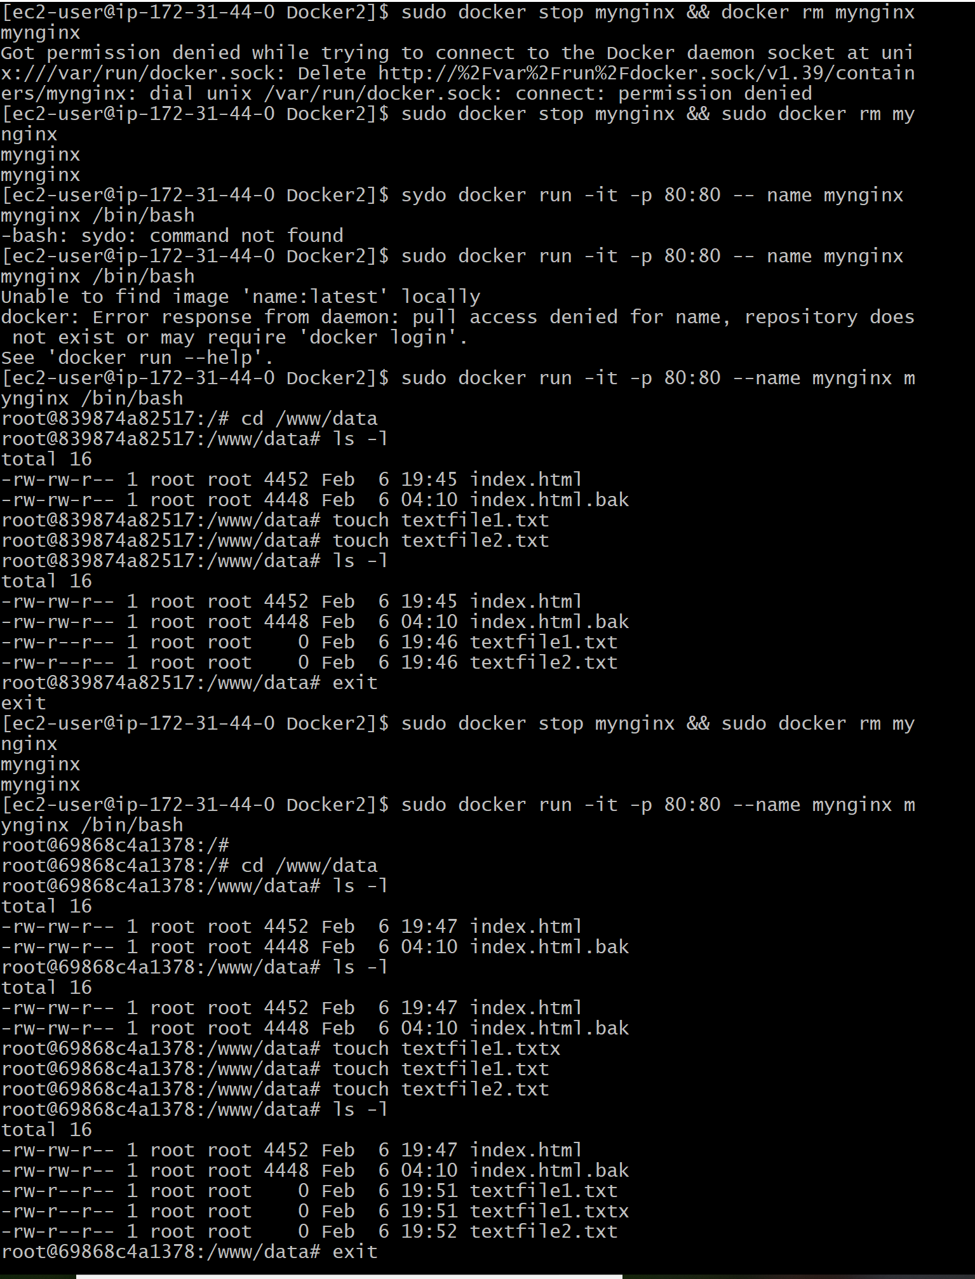 [ec2-user@ip-172-31-44-0 Docker2]$ sudo docker stop mynginx && docker rm mynginx
mynginx
Got permission denied while trying to connect to the Docker daemon socket at uni
x:///var/run/docker.sock: Delete http://%2Fvar%2Frun%2Fdocker.sock/v1.39/contain
ers/mynginx: dial unix /var/run/docker.sock: connect: permission denied
[ec2-user@ip-172-31-44-0 Docker2]$ sudo docker stop mynginx && sudo docker rm my
nginx
mynginx
mynginx
[ec2-user@ip-172-31-44-0 Docker2]$ sydo docker run -it -p 80:80 -- name mynginx
mynginx /bin/bash
-bash: sydo: command not found
[ec2-user@ip-172-31-44-0 Docker2]$ sudo docker run -it -p 80:80 -- name mynginx
mynginx /bin/bash
Unable to find image 'name:latest' locally
docker: Error response from daemon: pull access denied for name, repository does
 not exist or may require 'docker login'.
See 'docker run --help'.
[ec2-user@ip-172-31-44-0 Docker2]$ sudo docker run -it -p 80:80 --name mynginx m
ynginx /bin/bash
root@839874a82517:/# cd /www/data
root@839874a82517:/www/data# ls -l
total 16
-rw-rw-r-- 1 root root 4452 Feb  6 19:45 index.html
-rw-rw-r-- 1 root root 4448 Feb  6 04:10 index.html.bak
root@839874a82517:/www/data# touch textfile1.txt
root@839874a82517:/www/data# touch textfile2.txt
root@839874a82517:/www/data# ls -l
total 16
-rw-rw-r-- 1 root root 4452 Feb  6 19:45 index.html
-rw-rw-r-- 1 root root 4448 Feb  6 04:10 index.html.bak
-rw-r--r-- 1 root root    0 Feb  6 19:46 textfile1.txt
-rw-r--r-- 1 root root    0 Feb  6 19:46 textfile2.txt
root@839874a82517:/www/data# exit
exit
[ec2-user@ip-172-31-44-0 Docker2]$ sudo docker stop mynginx && sudo docker rm my
nginx
mynginx
mynginx
[ec2-user@ip-172-31-44-0 Docker2]$ sudo docker run -it -p 80:80 --name mynginx m
ynginx /bin/bash
root@69868c4a1378:/#
root@69868c4a1378:/# cd /www/data
root@69868c4a1378:/www/data# ls -l
total 16
-rw-rw-r-- 1 root root 4452 Feb  6 19:47 index.html
-rw-rw-r-- 1 root root 4448 Feb  6 04:10 index.html.bak
root@69868c4a1378:/www/data# ls -l
total 16
-rw-rw-r-- 1 root root 4452 Feb  6 19:47 index.html
-rw-rw-r-- 1 root root 4448 Feb  6 04:10 index.html.bak
root@69868c4a1378:/www/data# touch textfile1.txtx
root@69868c4a1378:/www/data# touch textfile1.txt
root@69868c4a1378:/www/data# touch textfile2.txt
root@69868c4a1378:/www/data# ls -l
total 16
-rw-rw-r-- 1 root root 4452 Feb  6 19:47 index.html
-rw-rw-r-- 1 root root 4448 Feb  6 04:10 index.html.bak
-rw-r--r-- 1 root root    0 Feb  6 19:51 textfile1.txt
-rw-r--r-- 1 root root    0 Feb  6 19:51 textfile1.txtx
-rw-r--r-- 1 root root    0 Feb  6 19:52 textfile2.txt
root@69868c4a1378:/www/data# exit